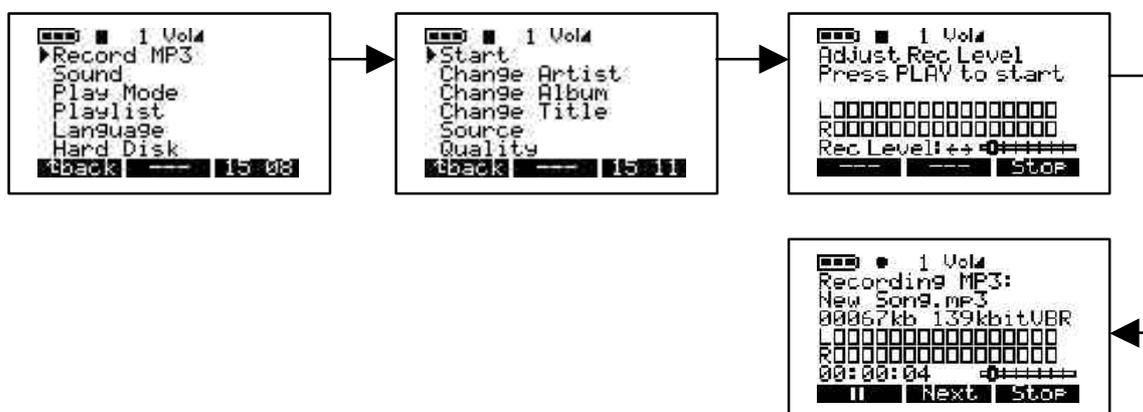 1 Vol
Record MP3
Sound
Play Mode
Playlist
Language
Hard Disk
back --- 15 08
1 Vol
Start
Change Artist
Change Album
Change Title
Source
Quality
back --- 15 11
1 Vol
Adjust Rec Level
Press PLAY to start
L
R
Rec Level:↔
--- --- Stop
1 Vol
Recording MP3:
New Song.mp3
00067kb 139kbitVBR
L
R
00:00:04
Next Stop